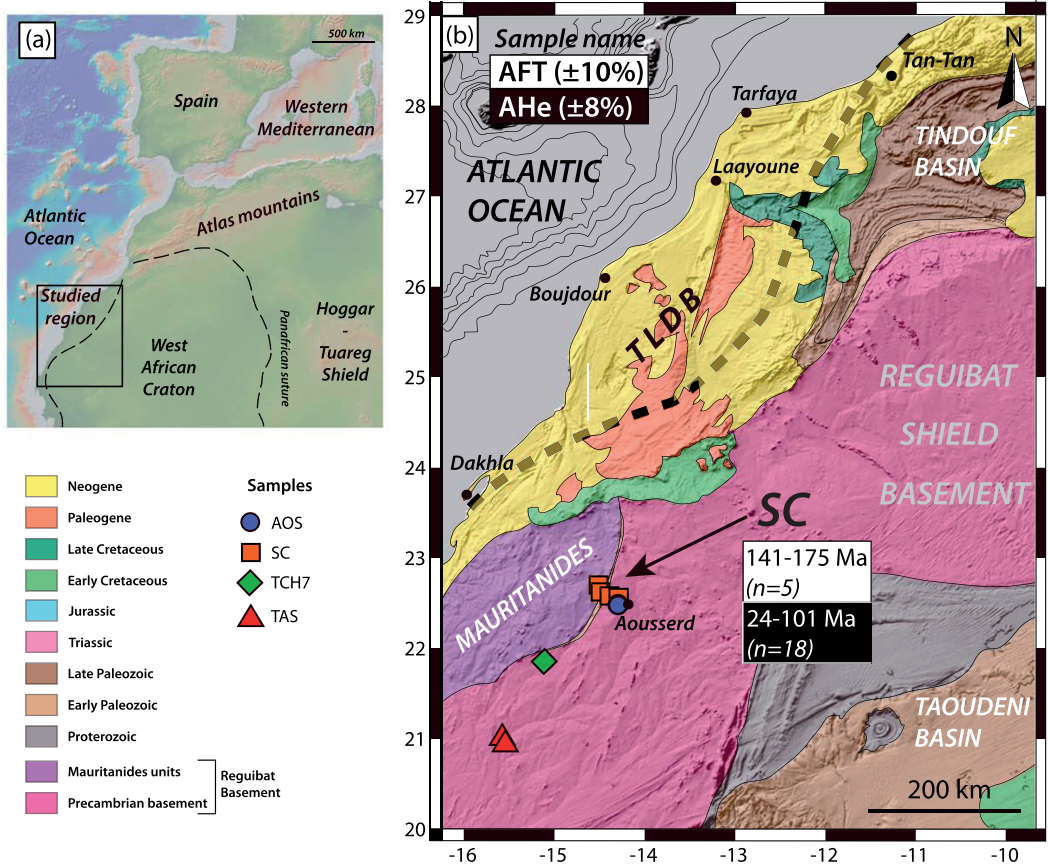 (a)
500 km
Spain
Western
Mediterranean
Atlantic
Ocean
Atlas mountains
Studied
region
West
African
Craton
Panafrican suture
Hoggar
-
Tuareg
Shield
Neogene
Paleogene
Late Cretaceous
Early Cretaceous
Jurassic
Triassic
Late Paleozoic
Early Paleozoic
Proterozoic
Mauritanides units
Precambrian basement
Reguibat
Basement
Samples
AOS
SC
TCH7
TAS
(b)
Sample name
AFT (±10%)
AHe (±8%)
N
Tan-Tan
Tarfaya
TINDOUF
BASIN
Laayoune
ATLANTIC
OCEAN
Boujdour
TLDB
REGUIBAT
SHIELD
BASEMENT
Dakhla
SC
MAURITANIDES
141-175 Ma
(n=5)
24-101 Ma
(n=18)
Aousserd
TAOUDENI
BASIN
200 km
29
28
27
26
25
24
23
22
21
20
-16
-15
-14
-13
-12
-11
-10